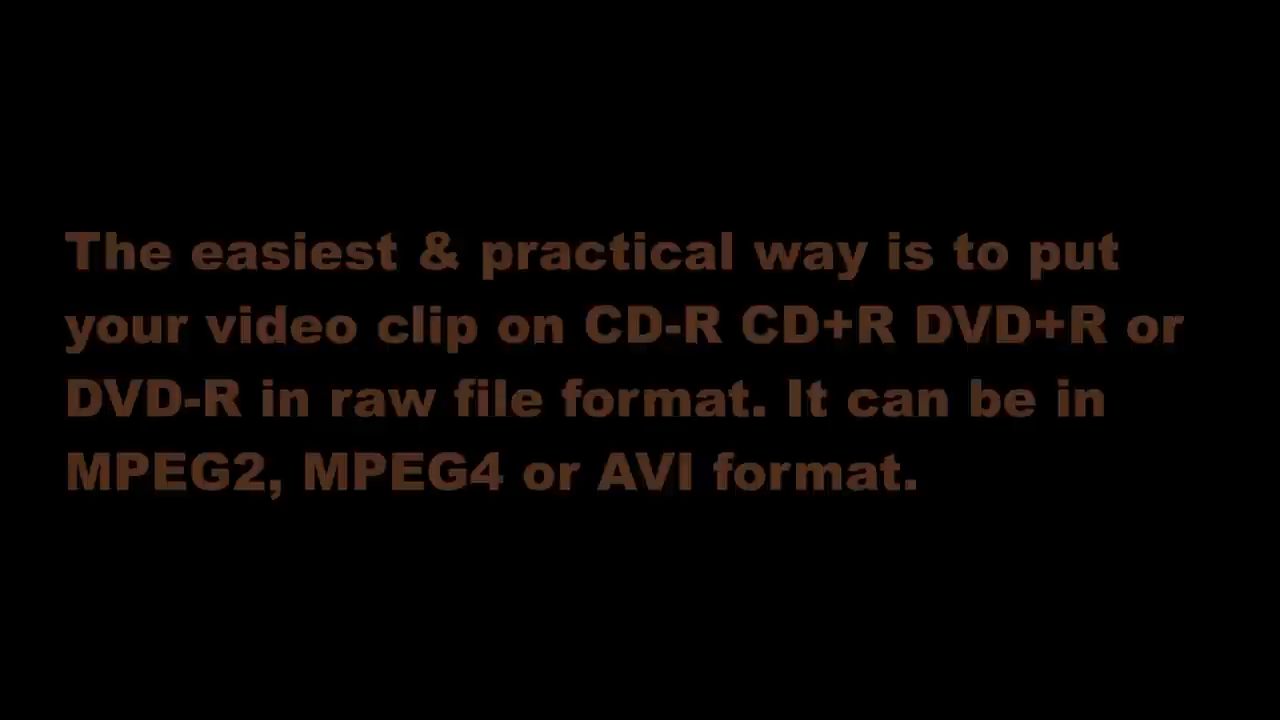 The easiest & practical way is to put
your video clip on CD-R CD+R DVD+R or
DVD-R in raw file format. It can be in
MPEG2, MPEG4 or AVI format.